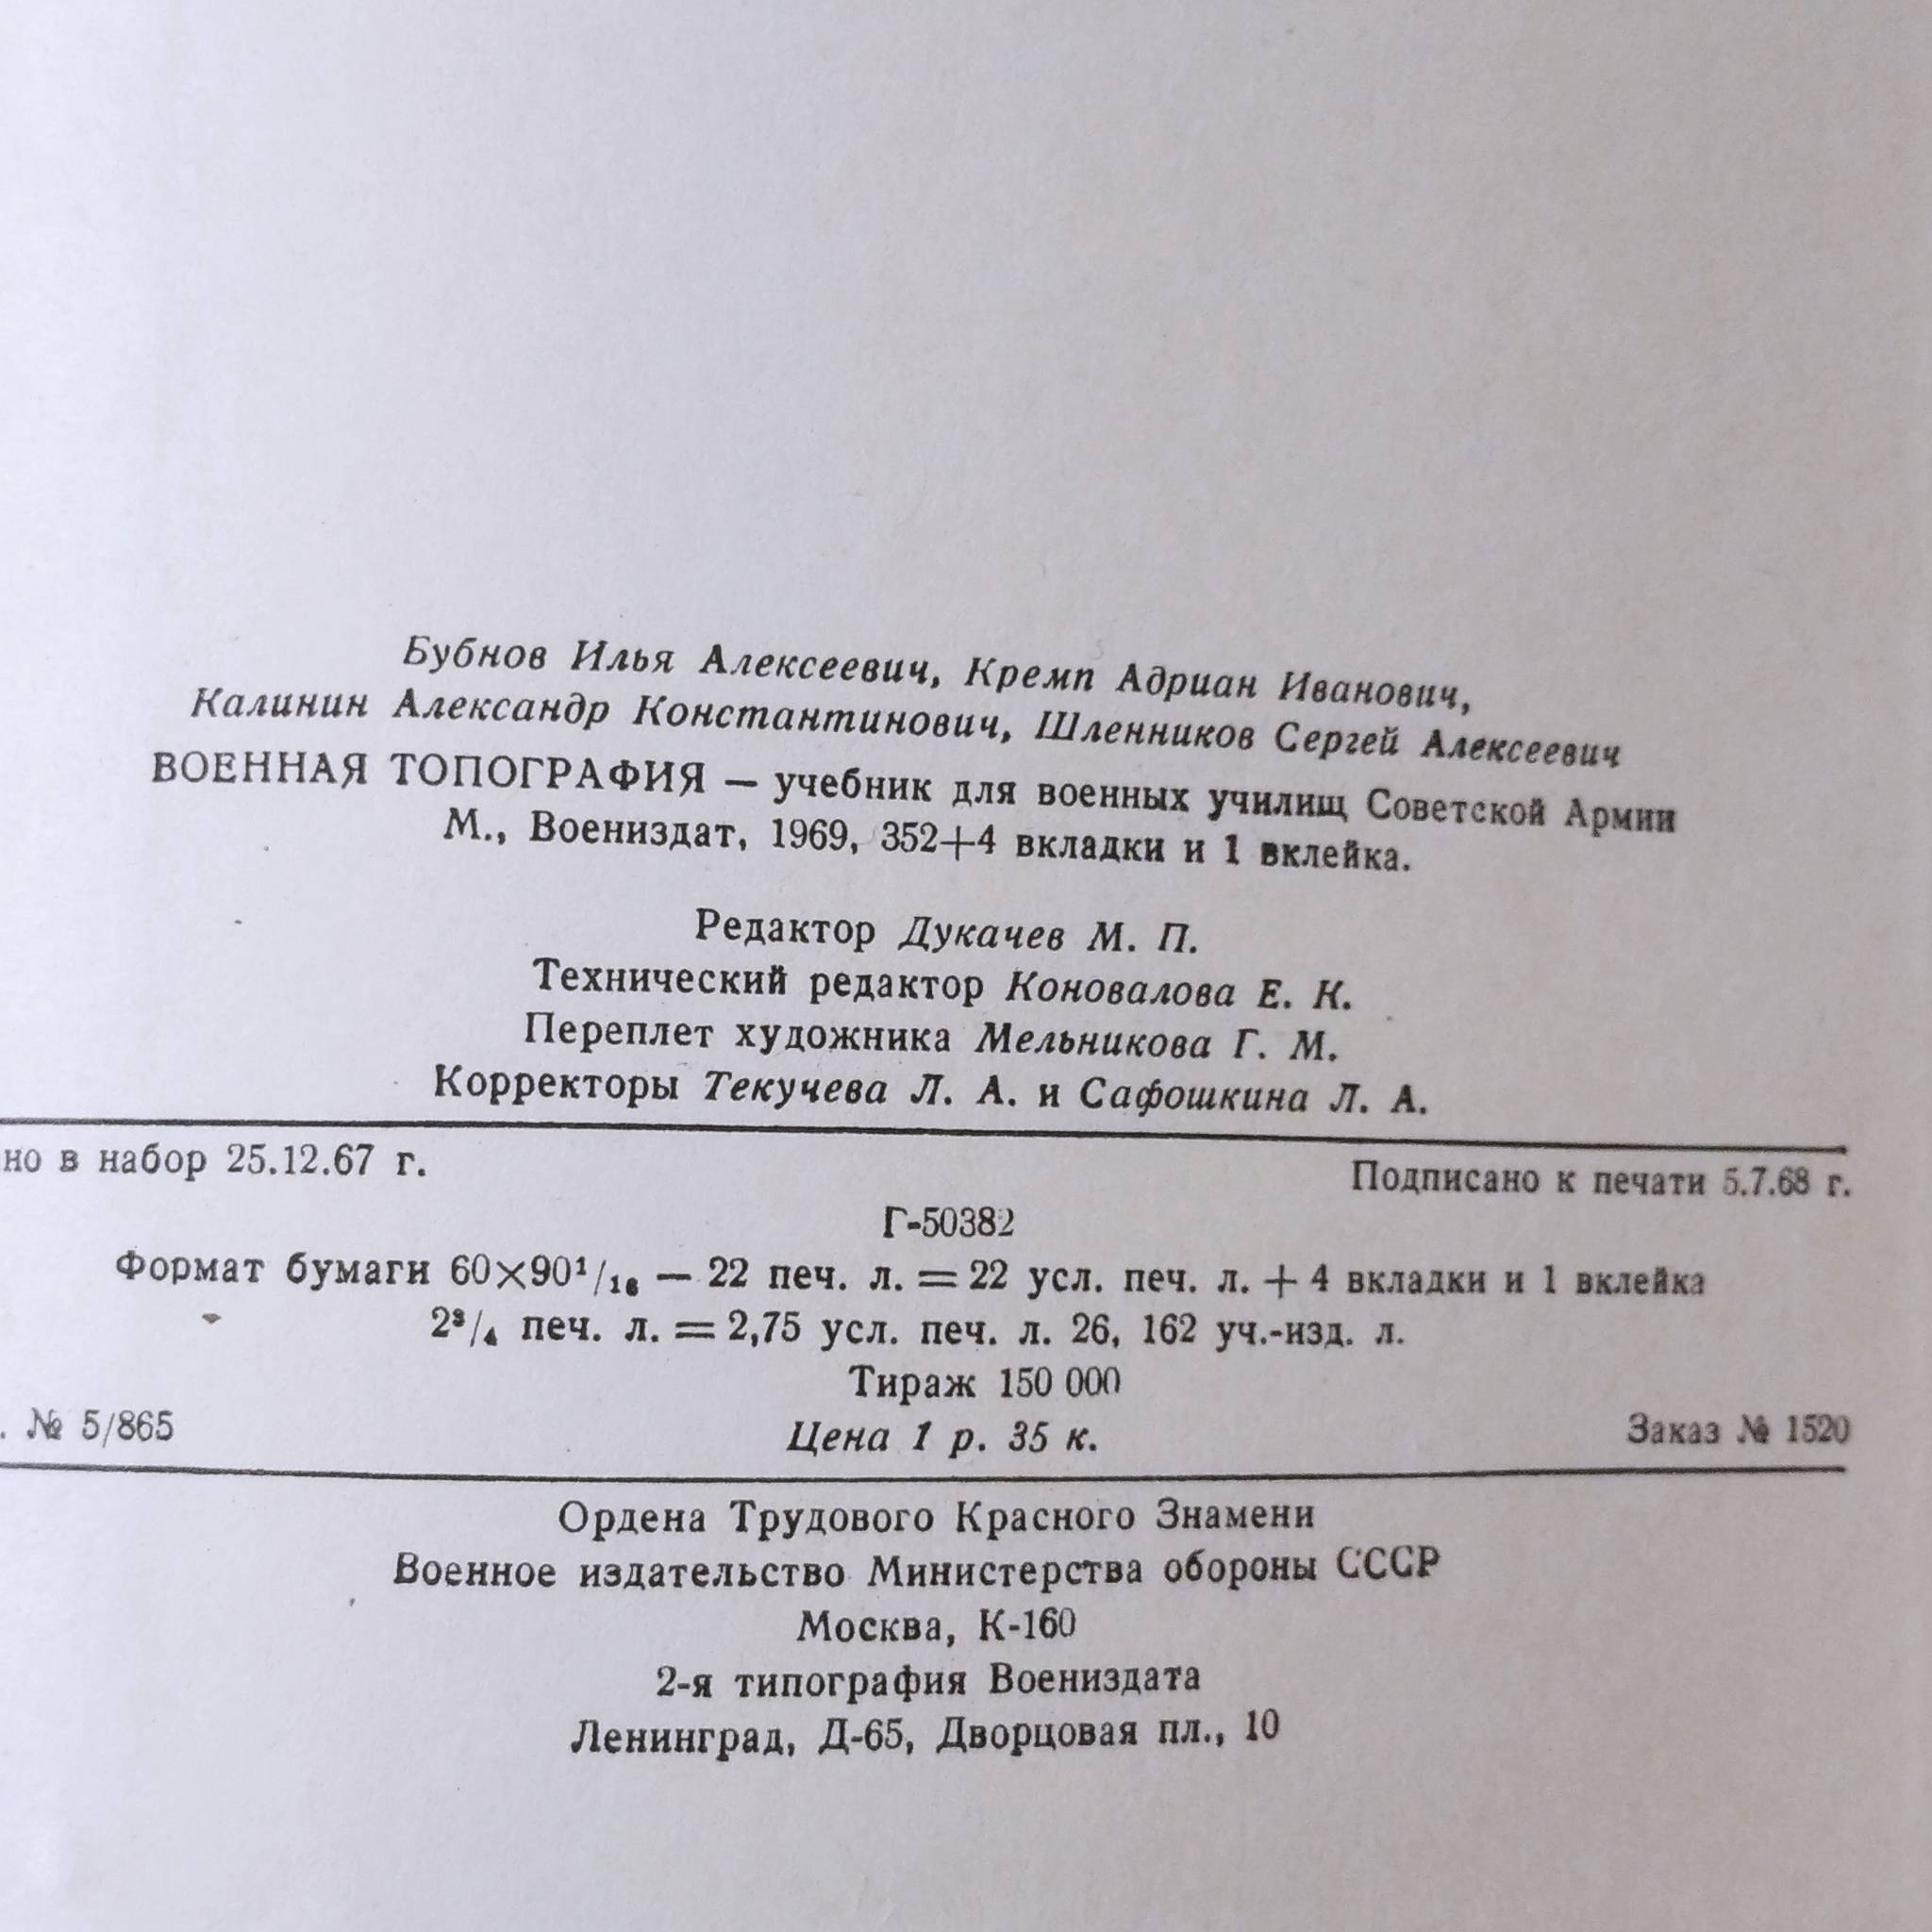 Бубнов Илья Алексеевич, Кремп Адриан Иванович,
Калинин Александр Константинович, Шленников Сергей Алексеевич
ВОЕННАЯ ТОПОГРАФИЯ — учебник для военных училищ Советской Армии
М., Воениздат, 1969, 352+4 вкладки и 1 вклейка.
Редактор Дукачев М. П.
Технический редактор Коновалова Е. К.
Переплет художника Мельникова Г. М.
Корректоры Текучева Л. А. и Сафошкина Л. А.
но в набор 25.12.67 г. Подписано к печати 5.7.68 г.
Г-50382
Формат бумаги 60×90¹/₁₆ — 22 печ. л. = 22 усл. печ. л. + 4 вкладки и 1 вклейка
2³/₄ печ. л. = 2,75 усл. печ. л. 26, 162 уч.-изд. л.
Тираж 150 000
. № 5/865 Цена 1 р. 35 к. Заказ № 1520
Ордена Трудового Красного Знамени
Военное издательство Министерства обороны СССР
Москва, К-160
2-я типография Воениздата
Ленинград, Д-65, Дворцовая пл., 10